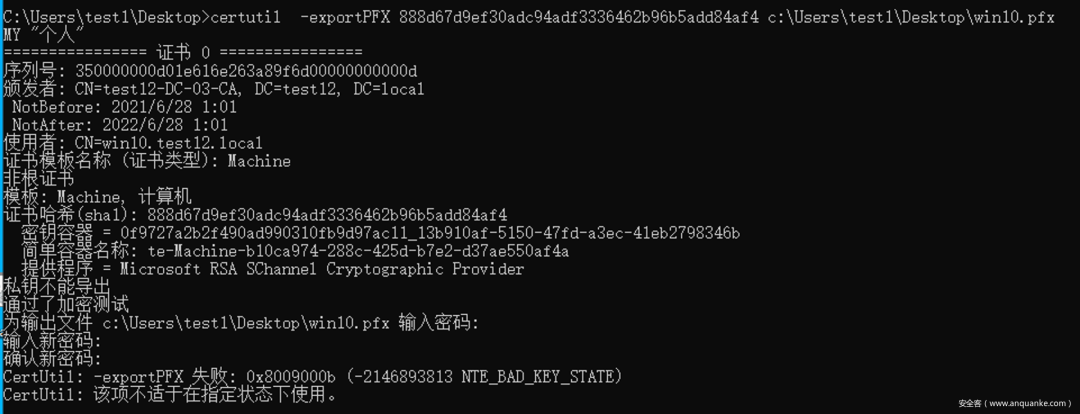 C:\Users\test1\Desktop>certutil  -exportPFX 888d67d9ef30adc94adf3336462b96b5add84af4 c:\Users\test1\Desktop\win10.pfx
MY "个人"
================ 证书 0 ================
序列号: 350000000d01e616e263a89f6d00000000000d
颁发者: CN=test12-DC-03-CA, DC=test12, DC=local
 NotBefore: 2021/6/28 1:01
 NotAfter: 2022/6/28 1:01
使用者: CN=win10.test12.local
证书模板名称 (证书类型): Machine
非根证书
模板: Machine, 计算机
证书哈希(sha1): 888d67d9ef30adc94adf3336462b96b5add84af4
  密钥容器 = 0f9727a2b2f490ad990310fb9d97ac11_13b910af-5150-47fd-a3ec-41eb2798346b
  简单容器名称: te-Machine-b10ca974-288c-425d-b7e2-d37ae550af4a
  提供程序 = Microsoft RSA SChannel Cryptographic Provider
私钥不能导出
通过了加密测试
为输出文件 c:\Users\test1\Desktop\win10.pfx 输入密码:
输入新密码:
确认新密码:
CertUtil: -exportPFX 失败: 0x8009000b (-2146893813 NTE_BAD_KEY_STATE)
CertUtil: 该项不适于在指定状态下使用。
安全客（www.anquanke.com）